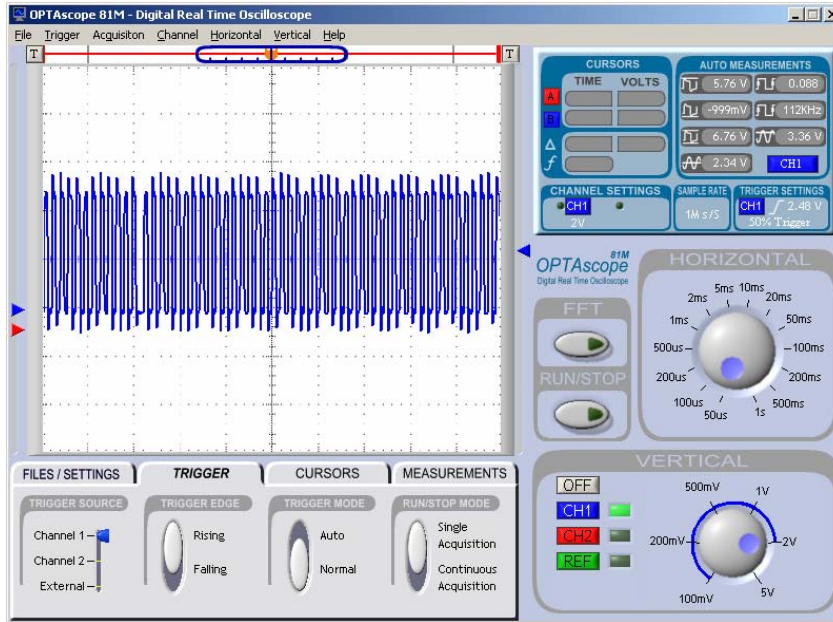 OPTAscope 81M - Digital Real Time Oscilloscope
File Trigger Acquisiton Channel Horizontal Vertical Help
T T
CURSORS
TIME VOLTS
A
B
Δ
f
AUTO MEASUREMENTS
5.76 V 0.088
-999mV 112KHz
6.76 V 3.36 V
2.34 V CH1
CHANNEL SETTINGS
CH1
2V
SAMPLE RATE
1M s/S
TRIGGER SETTINGS
CH1 2.48 V
50% Trigger
81M
OPTAscope
Digital Real Time Oscilloscope
FFT
RUN/STOP
HORIZONTAL
5ms 10ms
2ms 20ms
1ms 50ms
500us 100ms
200us 200ms
100us 500ms
50us 1s
FILES / SETTINGS TRIGGER CURSORS MEASUREMENTS
TRIGGER SOURCE
Channel 1
Channel 2
External
TRIGGER EDGE
Rising
Falling
TRIGGER MODE
Auto
Normal
RUN/STOP MODE
Single
Acquisition
Continuous
Acquisition
VERTICAL
OFF
CH1
CH2
REF
500mV 1V
200mV 2V
100mV 5V